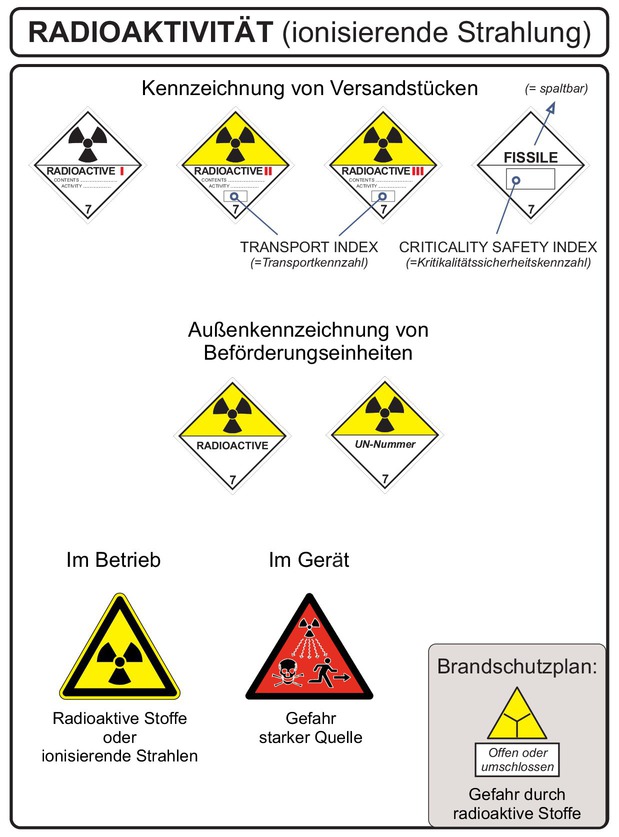 RADIOAKTIVITÄT (ionisierende Strahlung)
Kennzeichnung von Versandstücken
(= spaltbar)
RADIOACTIVE I
CONTENTS ....................
ACTIVITY ....................
7
RADIOACTIVE II
CONTENTS ....................
ACTIVITY ....................
7
RADIOACTIVE III
CONTENTS ....................
ACTIVITY ....................
7
FISSILE
7
TRANSPORT INDEX
(=Transportkennzahl)
CRITICALITY SAFETY INDEX
(=Kritikalitätssicherheitskennzahl)
Außenkennzeichnung von
Beförderungseinheiten
RADIOACTIVE
7
UN-Nummer
7
Im Betrieb
Im Gerät
Radioaktive Stoffe
oder
ionisierende Strahlen
Gefahr
starker Quelle
Brandschutzplan:
Offen oder
umschlossen
Gefahr durch
radioaktive Stoffe